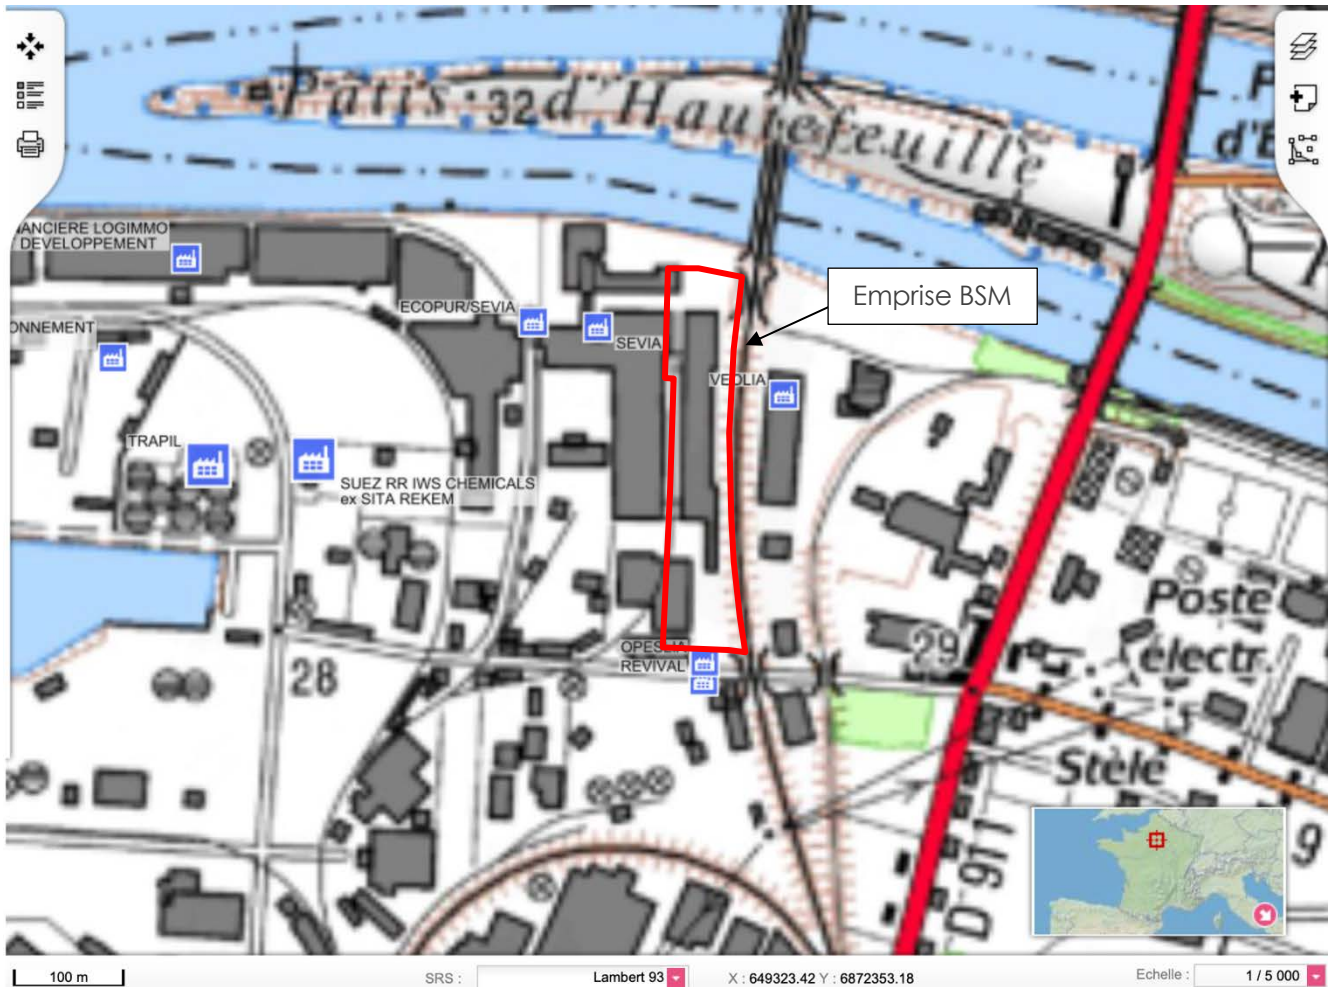 Pâtis
32
d'Hautefeuille
P
d'É
ANCIERE LOGIMMO
DEVELOPPEMENT
Emprise BSM
ECOPUR/SEVIA
ONNEMENT
SEVIA
VEOLIA
TRAPIL
SUEZ RR IWS CHEMICALS
ex SITA REKEM
Poste
électr.
29
OPESLIA
REVIVAL
28
Stèle
D 911
9
100 m
SRS :
Lambert 93
X : 649323.42 Y : 6872353.18
Echelle :
1 / 5 000